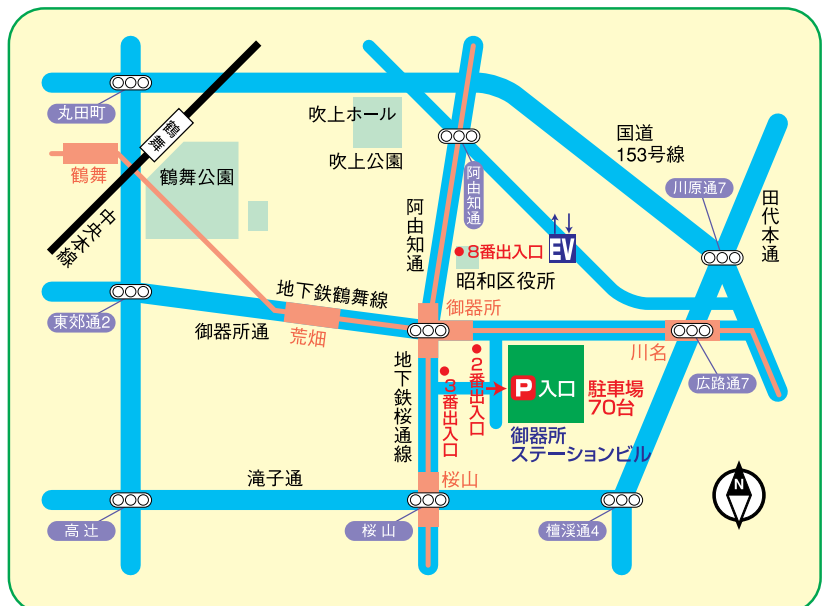 丸田町
鶴舞
鶴舞
中央本線
鶴舞公園
吹上ホール
吹上公園
阿由知通
阿由知通
国道
153号線
川原通7
田代本通
8番出入口
EV
昭和区役所
地下鉄鶴舞線
東郊通2
御器所通
荒畑
御器所
川名
広路通7
地下鉄桜通線
3番出入口
2番出入口
P 入口
駐車場
70台
御器所
ステーションビル
滝子通
桜山
高辻
桜山
檀渓通4
N